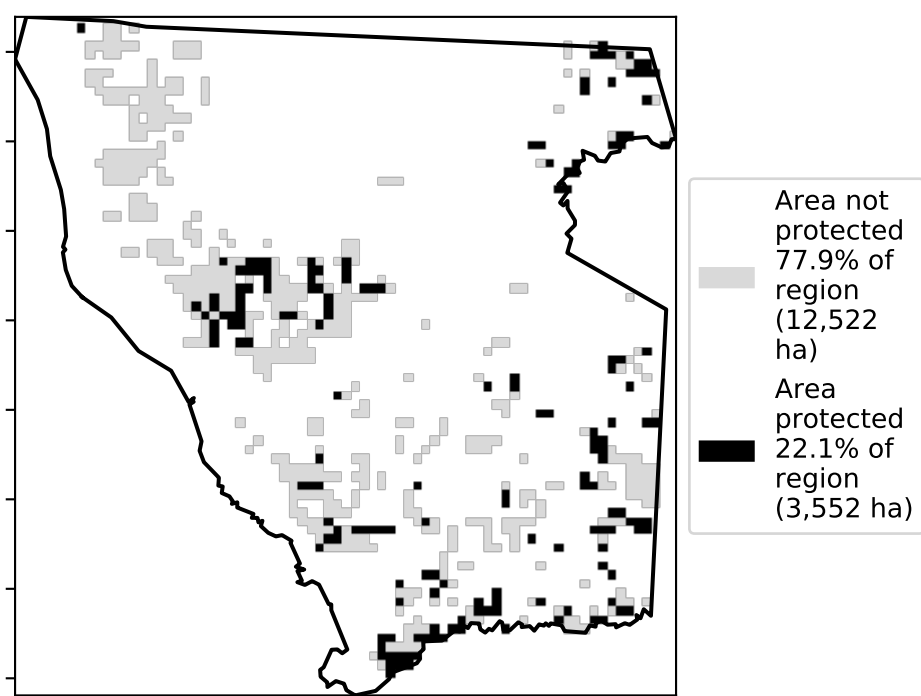 Area not
protected
77.9% of
region
(12,522
ha)
Area
protected
22.1% of
region
(3,552 ha)